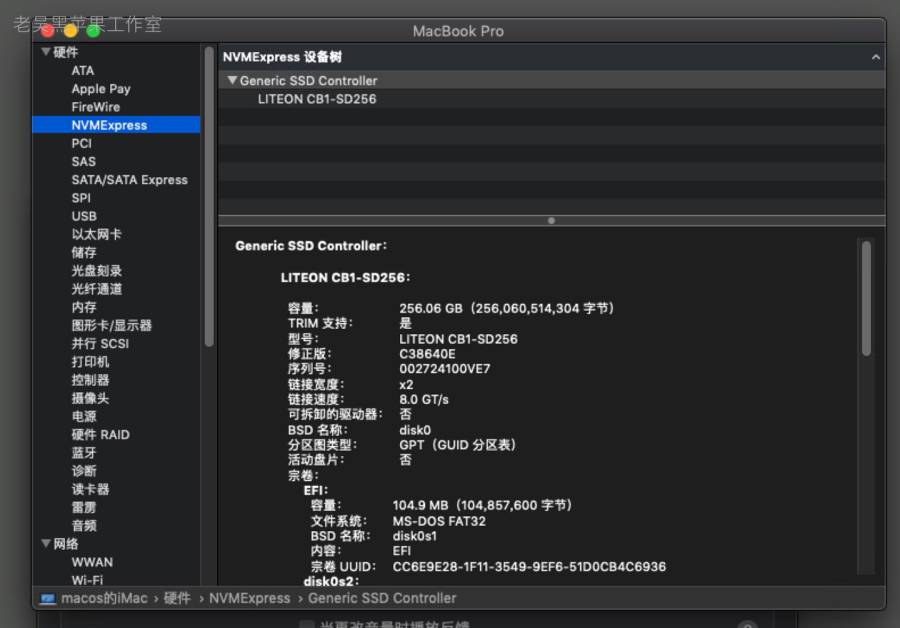 老吴黑苹果工作室
MacBook Pro
硬件
ATA
Apple Pay
FireWire
NVMExpress
PCI
SAS
SATA/SATA Express
SPI
USB
以太网卡
储存
光盘刻录
光纤通道
内存
图形卡/显示器
并行 SCSI
打印机
控制器
摄像头
电源
硬件 RAID
蓝牙
诊断
读卡器
雷雳
音频
网络
WWAN
Wi-Fi
NVMExpress 设备树
Generic SSD Controller
LITEON CB1-SD256
Generic SSD Controller:
LITEON CB1-SD256:
容量: 256.06 GB（256,060,514,304 字节）
TRIM 支持: 是
型号: LITEON CB1-SD256
修正版: C38640E
序列号: 002724100VE7
链接宽度: x2
链接速度: 8.0 GT/s
可拆卸的驱动器: 否
BSD 名称: disk0
分区图类型: GPT（GUID 分区表）
活动盘片: 否
宗卷:
EFI:
容量: 104.9 MB（104,857,600 字节）
文件系统: MS-DOS FAT32
BSD 名称: disk0s1
内容: EFI
宗卷 UUID: CC6E9E28-1F11-3549-9EF6-51D0CB4C6936
disk0s2:
macos的iMac › 硬件 › NVMExpress › Generic SSD Controller
当更改音量时播放反馈